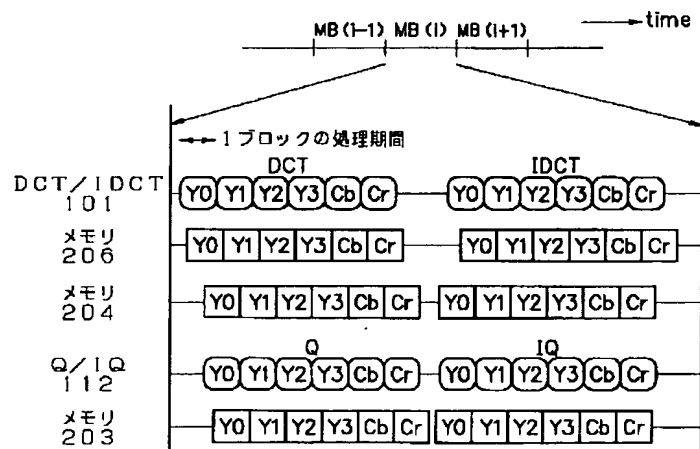 time
MB(i-1) MB(i) MB(i+1)
1ブロックの処理期間
DCT IDCT
DCT/IDCT
101
Y0 Y1 Y2 Y3 Cb Cr Y0 Y1 Y2 Y3 Cb Cr
メモリ
206
Y0 Y1 Y2 Y3 Cb Cr Y0 Y1 Y2 Y3 Cb Cr
メモリ
204
Y0 Y1 Y2 Y3 Cb Cr Y0 Y1 Y2 Y3 Cb Cr
Q IQ
Q/IQ
112
Y0 Y1 Y2 Y3 Cb Cr Y0 Y1 Y2 Y3 Cb Cr
メモリ
203
Y0 Y1 Y2 Y3 Cb Cr Y0 Y1 Y2 Y3 Cb Cr